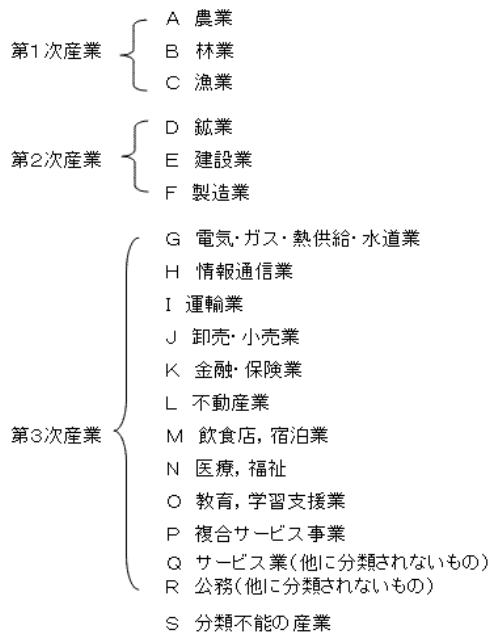 第1次産業
A 農業
B 林業
C 漁業
第2次産業
D 鉱業
E 建設業
F 製造業
第3次産業
G 電気・ガス・熱供給・水道業
H 情報通信業
I 運輸業
J 卸売・小売業
K 金融・保険業
L 不動産業
M 飲食店，宿泊業
N 医療，福祉
O 教育，学習支援業
P 複合サービス事業
Q サービス業（他に分類されないもの）
R 公務（他に分類されないもの）
S 分類不能の産業